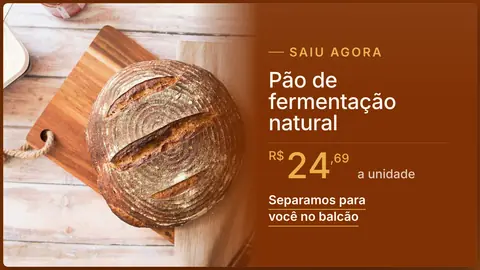 SAIU AGORA
Pão de
fermentação
natural
R$ 24,69 a unidade
Separamos para
você no balcão